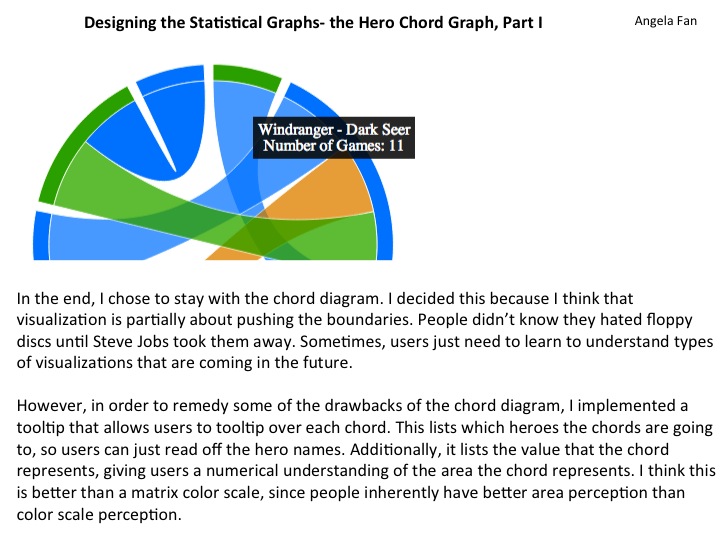 Designing the Statistical Graphs- the Hero Chord Graph, Part I
Angela Fan
Windranger - Dark Seer
Number of Games: 11
In the end, I chose to stay with the chord diagram. I decided this because I think that
visualization is partially about pushing the boundaries. People didn’t know they hated floppy
discs until Steve Jobs took them away. Sometimes, users just need to learn to understand types
of visualizations that are coming in the future.
However, in order to remedy some of the drawbacks of the chord diagram, I implemented a
tooltip that allows users to tooltip over each chord. This lists which heroes the chords are going
to, so users can just read off the hero names. Additionally, it lists the value that the chord
represents, giving users a numerical understanding of the area the chord represents. I think this
is better than a matrix color scale, since people inherently have better area perception than
color scale perception.